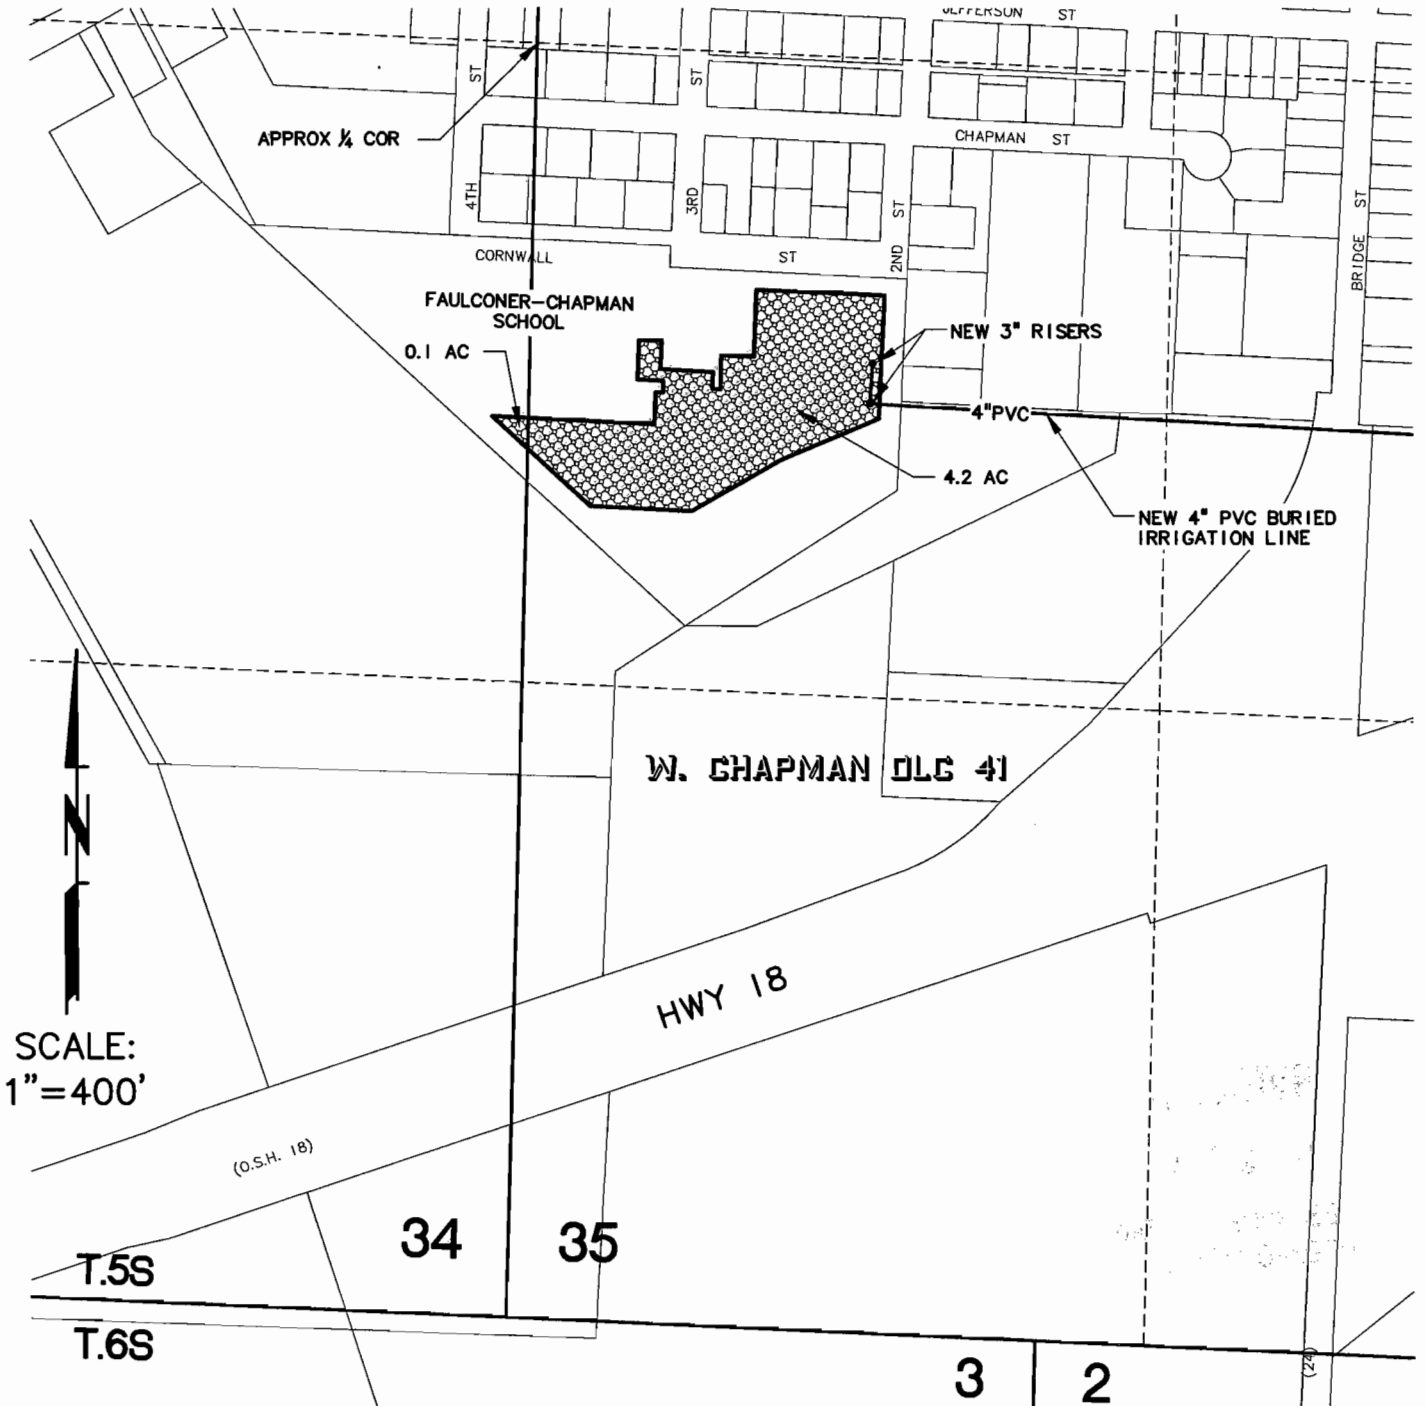 JEFFERSON ST
ST
ST
APPROX ¼ COR
CHAPMAN ST
4TH
3RD
2ND ST
BRIDGE ST
CORNWALL ST
FAULCONER-CHAPMAN
SCHOOL
0.1 AC
NEW 3" RISERS
4"PVC
4.2 AC
NEW 4" PVC BURIED
IRRIGATION LINE
W. CHAPMAN DLC 41
N
HWY 18
SCALE:
1"=400'
(O.S.H. 18)
34 35
T.5S
T.6S
3 2
(24)